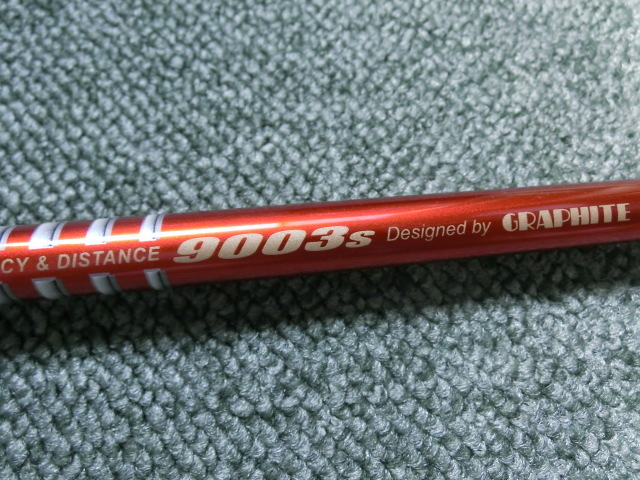 CY & DISTANCE 9003s Designed by GRAPHITE